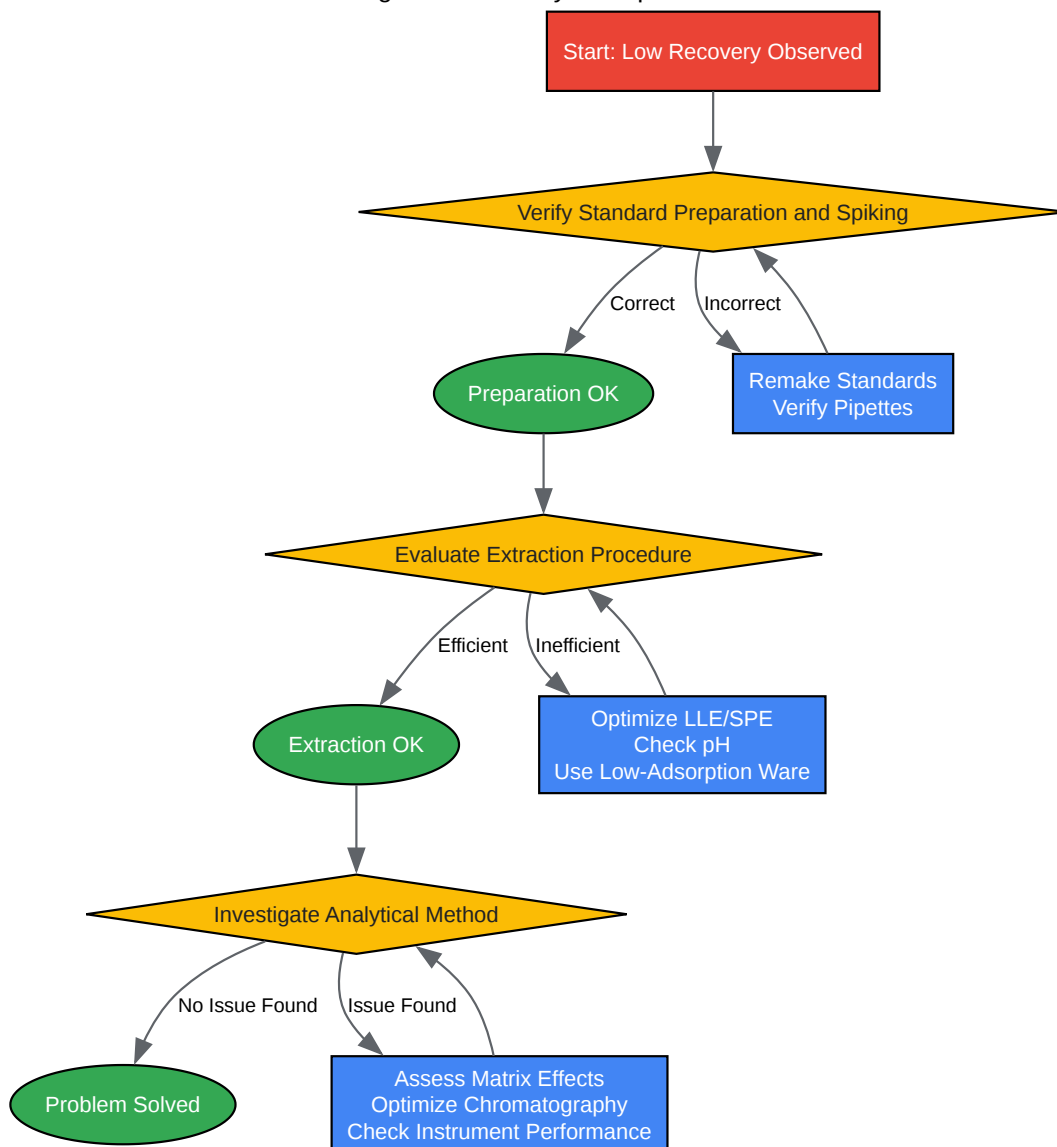 Start: Low Recovery Observed
Verify Standard Preparation and Spiking
Correct
Incorrect
Preparation OK
Remake Standards
Verify Pipettes
Evaluate Extraction Procedure
Efficient
Inefficient
Extraction OK
Optimize LLE/SPE
Check pH
Use Low-Adsorption Ware
Investigate Analytical Method
No Issue Found
Issue Found
Problem Solved
Assess Matrix Effects
Optimize Chromatography
Check Instrument Performance